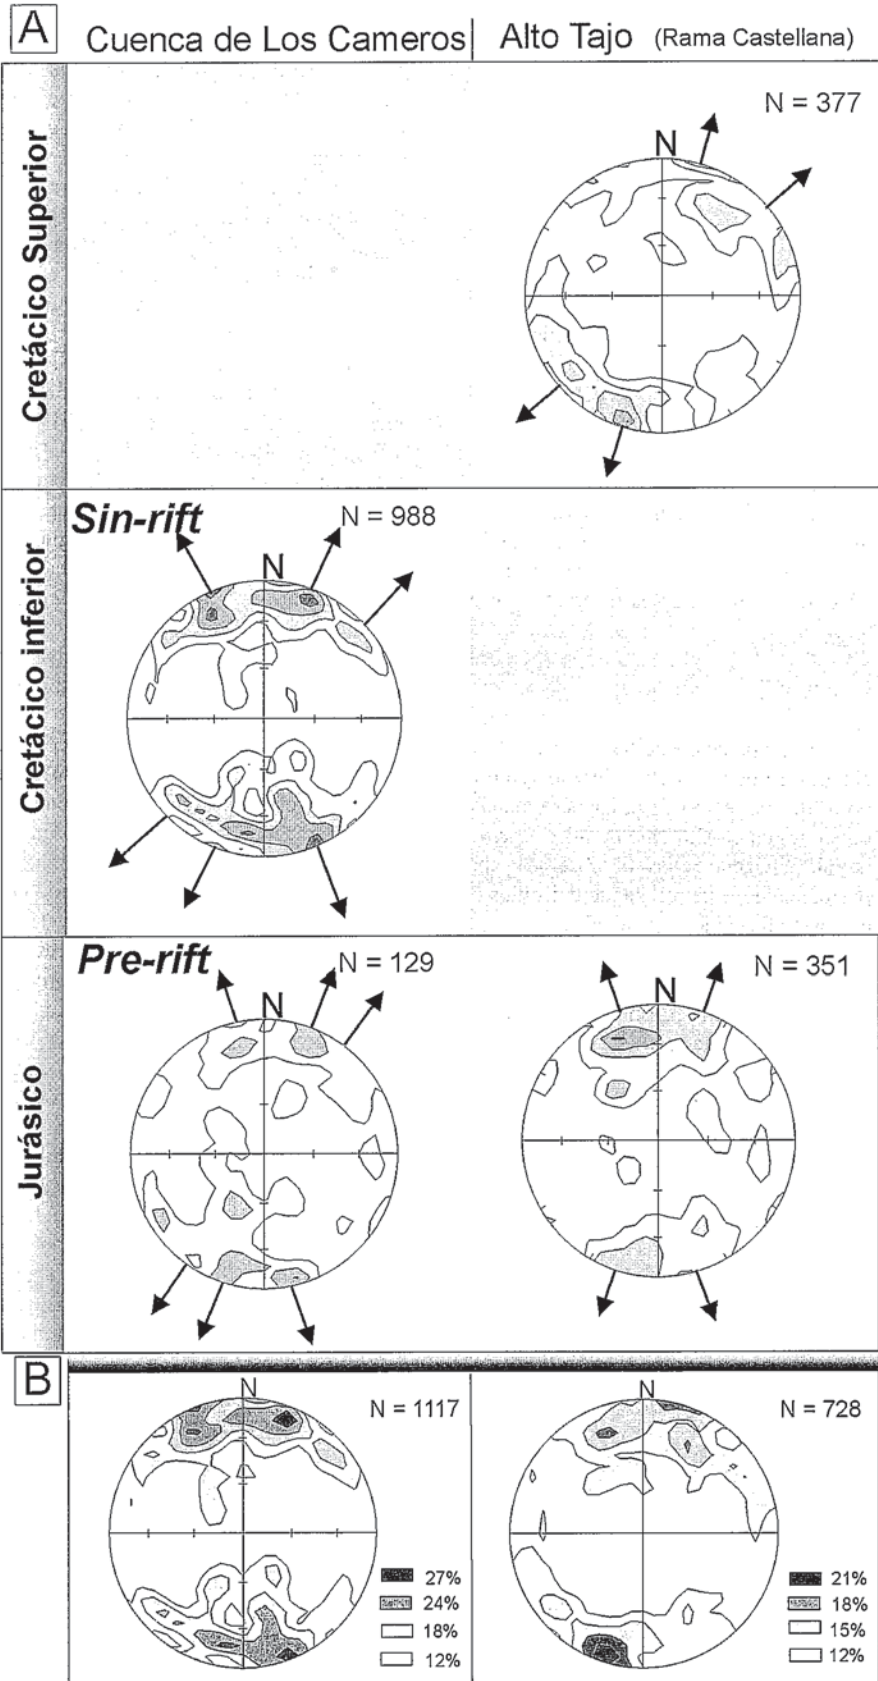 A
Cuenca de Los Cameros
Alto Tajo (Rama Castellana)
Cretácico Superior
N = 377
N
Cretácico inferior
Sin-rift
N = 988
N
Jurásico
Pre-rift
N = 129
N
N = 351
N
B
N
N = 1117
27%
24%
18%
12%
N
N = 728
21%
18%
15%
12%